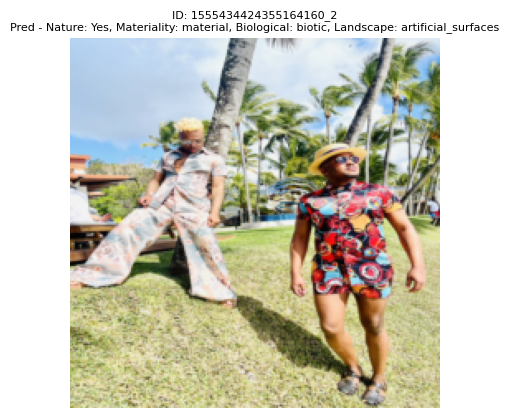 ID: 1555434424355164160_2
Pred - Nature: Yes, Materiality: material, Biological: biotic, Landscape: artificial_surfaces